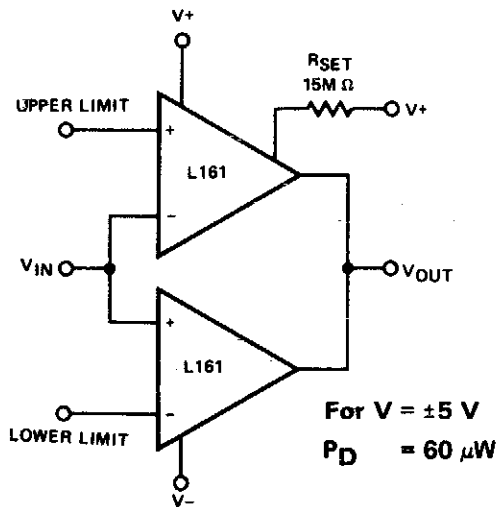 V+
RSET
15M Ω
V+
UPPER LIMIT
+
L161
−
VIN
VOUT
+
L161
−
LOWER LIMIT
V−
For V = ±5 V
PD = 60 μW